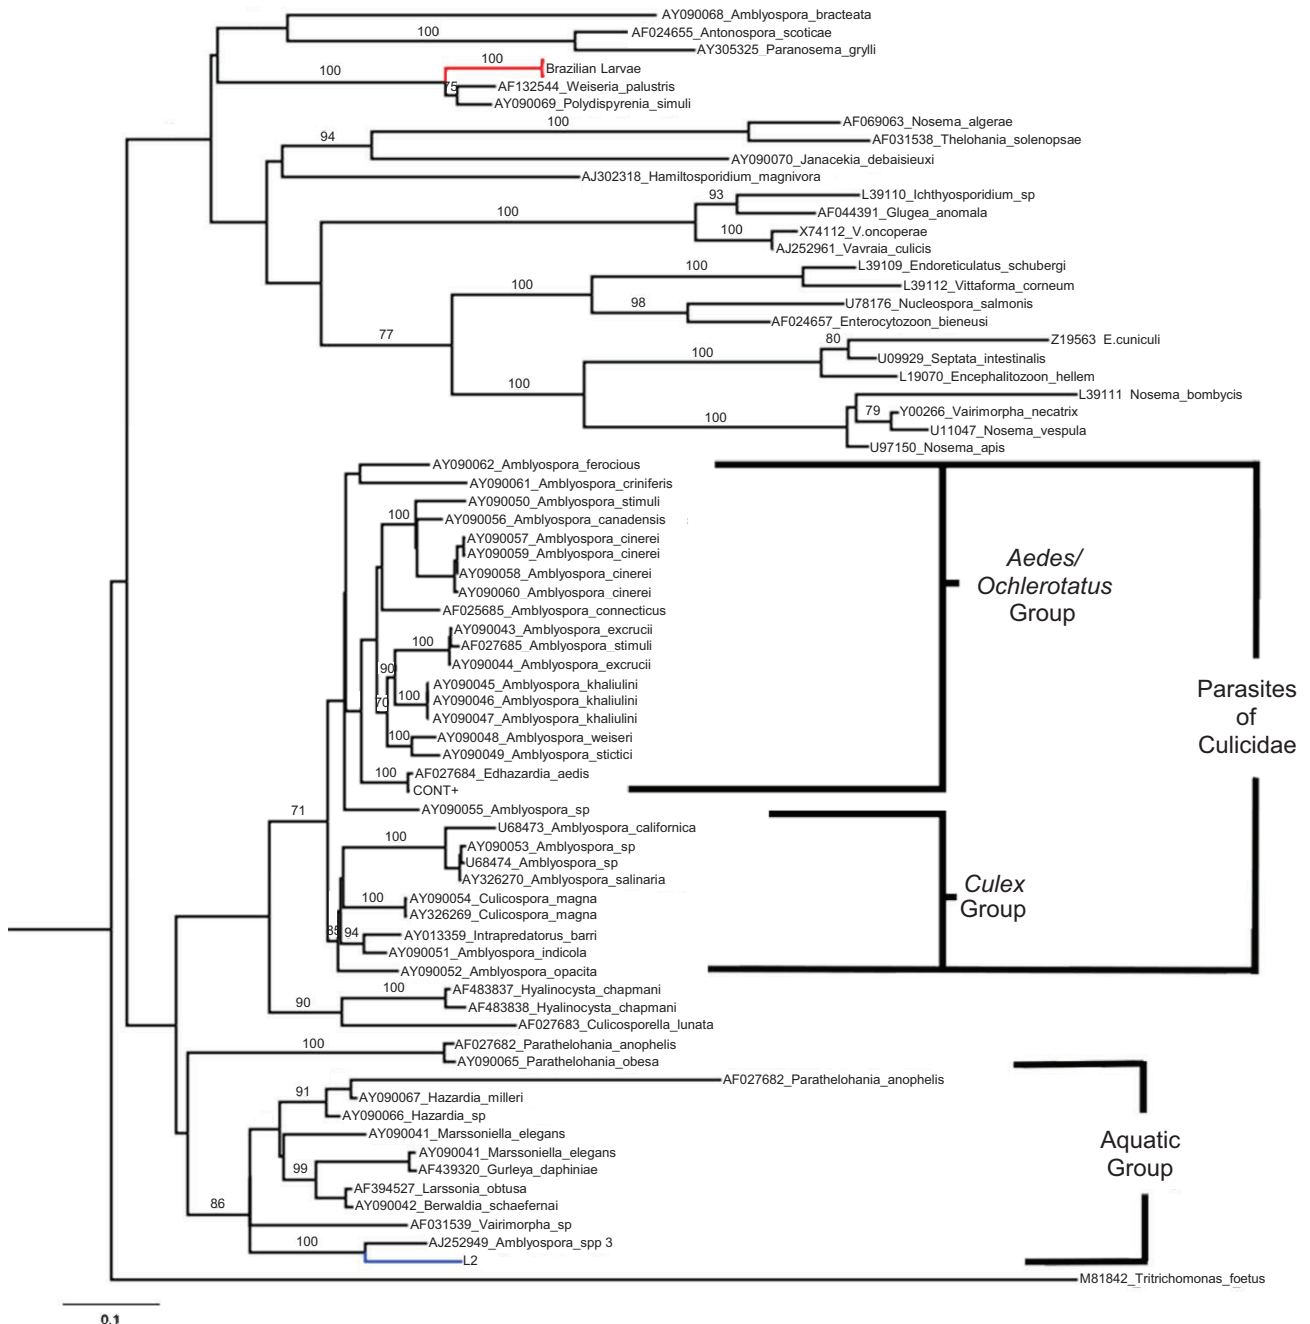 AY090068_Amblyospora_bracteata
100
AF024655_Antonospora_scoticae
AY305325_Paranosema_grylli
100
100
Brazilian Larvae
75
AF132544_Weiseria_palustris
AY090069_Polydispyrenia_simuli
100
AF069063_Nosema_algerae
94
AF031538_Thelohania_solenopsae
AY090070_Janacekia_debaisieuxi
AJ302318_Hamiltosporidium_magnivora
93
L39110_Ichthyosporidium_sp
100
AF044391_Glugea_anomala
100
X74112_V.oncoperae
AJ252961_Vavraia_culicis
100
L39109_Endoreticulatus_schubergi
100
L39112_Vittaforma_corneum
98
U78176_Nucleospora_salmonis
AF024657_Enterocytozoon_bieneusi
77
80
Z19563 E.cuniculi
100
U09929_Septata_intestinalis
L19070_Encephalitozoon_hellem
100
L39111 Nosema_bombycis
100
79
Y00266_Vairimorpha_necatrix
U11047_Nosema_vespula
U97150_Nosema_apis
AY090062_Amblyospora_ferocious
AY090061_Amblyospora_criniferis
AY090050_Amblyospora_stimuli
100
AY090056_Amblyospora_canadensis
AY090057_Amblyospora_cinerei
AY090059_Amblyospora_cinerei
AY090058_Amblyospora_cinerei
AY090060_Amblyospora_cinerei
Aedes/
Ochlerotatus
Group
AF025685_Amblyospora_connecticus
AY090043_Amblyospora_excrucii
100
AF027685_Amblyospora_stimuli
90
AY090044_Amblyospora_excrucii
AY090045_Amblyospora_khaliulini
70
100
AY090046_Amblyospora_khaliulini
AY090047_Amblyospora_khaliulini
Parasites
of
Culicidae
100
AY090048_Amblyospora_weiseri
AY090049_Amblyospora_stictici
100
AF027684_Edhazardia_aedis
CONT+
71
AY090055_Amblyospora_sp
U68473_Amblyospora_californica
100
AY090053_Amblyospora_sp
U68474_Amblyospora_sp
AY326270_Amblyospora_salinaria
Culex
Group
100
AY090054_Culicospora_magna
AY326269_Culicospora_magna
85
94
AY013359_Intrapredatorus_barri
AY090051_Amblyospora_indicola
AY090052_Amblyospora_opacita
100
AF483837_Hyalinocysta_chapmani
90
AF483838_Hyalinocysta_chapmani
AF027683_Culicosporella_lunata
100
AF027682_Parathelohania_anophelis
AY090065_Parathelohania_obesa
AF027682_Parathelohania_anophelis
91
AY090067_Hazardia_milleri
AY090066_Hazardia_sp
AY090041_Marssoniella_elegans
AY090041_Marssoniella_elegans
99
AF439320_Gurleya_daphiniae
AF394527_Larssonia_obtusa
AY090042_Berwaldia_schaefernai
Aquatic
Group
86
AF031539_Vairimorpha_sp
100
AJ252949_Amblyospora_spp 3
L2
M81842_Tritrichomonas_foetus
0.1